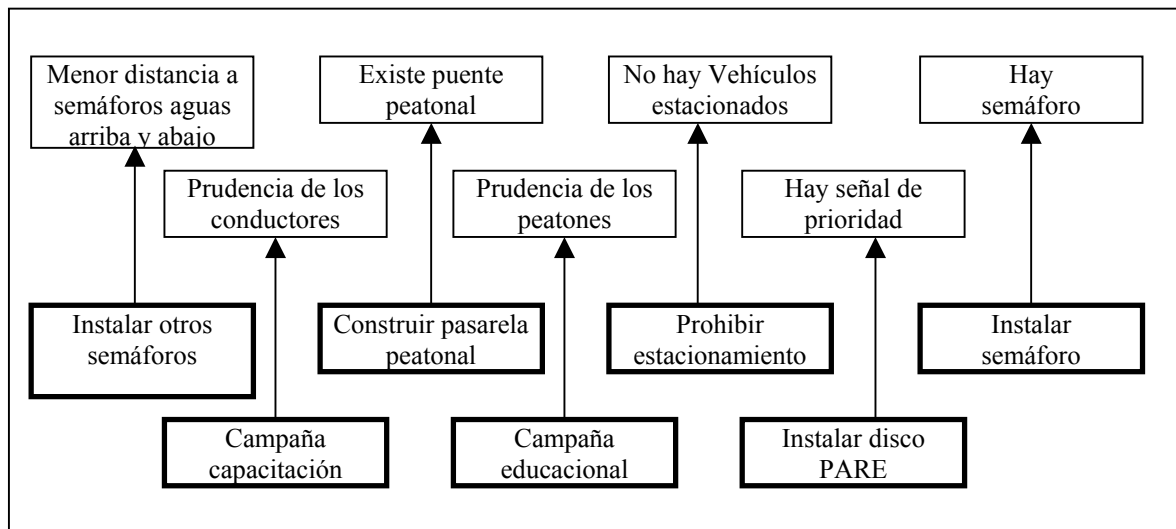 Menor distancia a
semáforos aguas
arriba y abajo
Existe puente
peatonal
No hay Vehículos
estacionados
Hay
semáforo
Prudencia de los
conductores
Prudencia de los
peatones
Hay señal de
prioridad
Instalar otros
semáforos
Construir pasarela
peatonal
Prohibir
estacionamiento
Instalar
semáforo
Campaña
capacitación
Campaña
educacional
Instalar disco
PARE